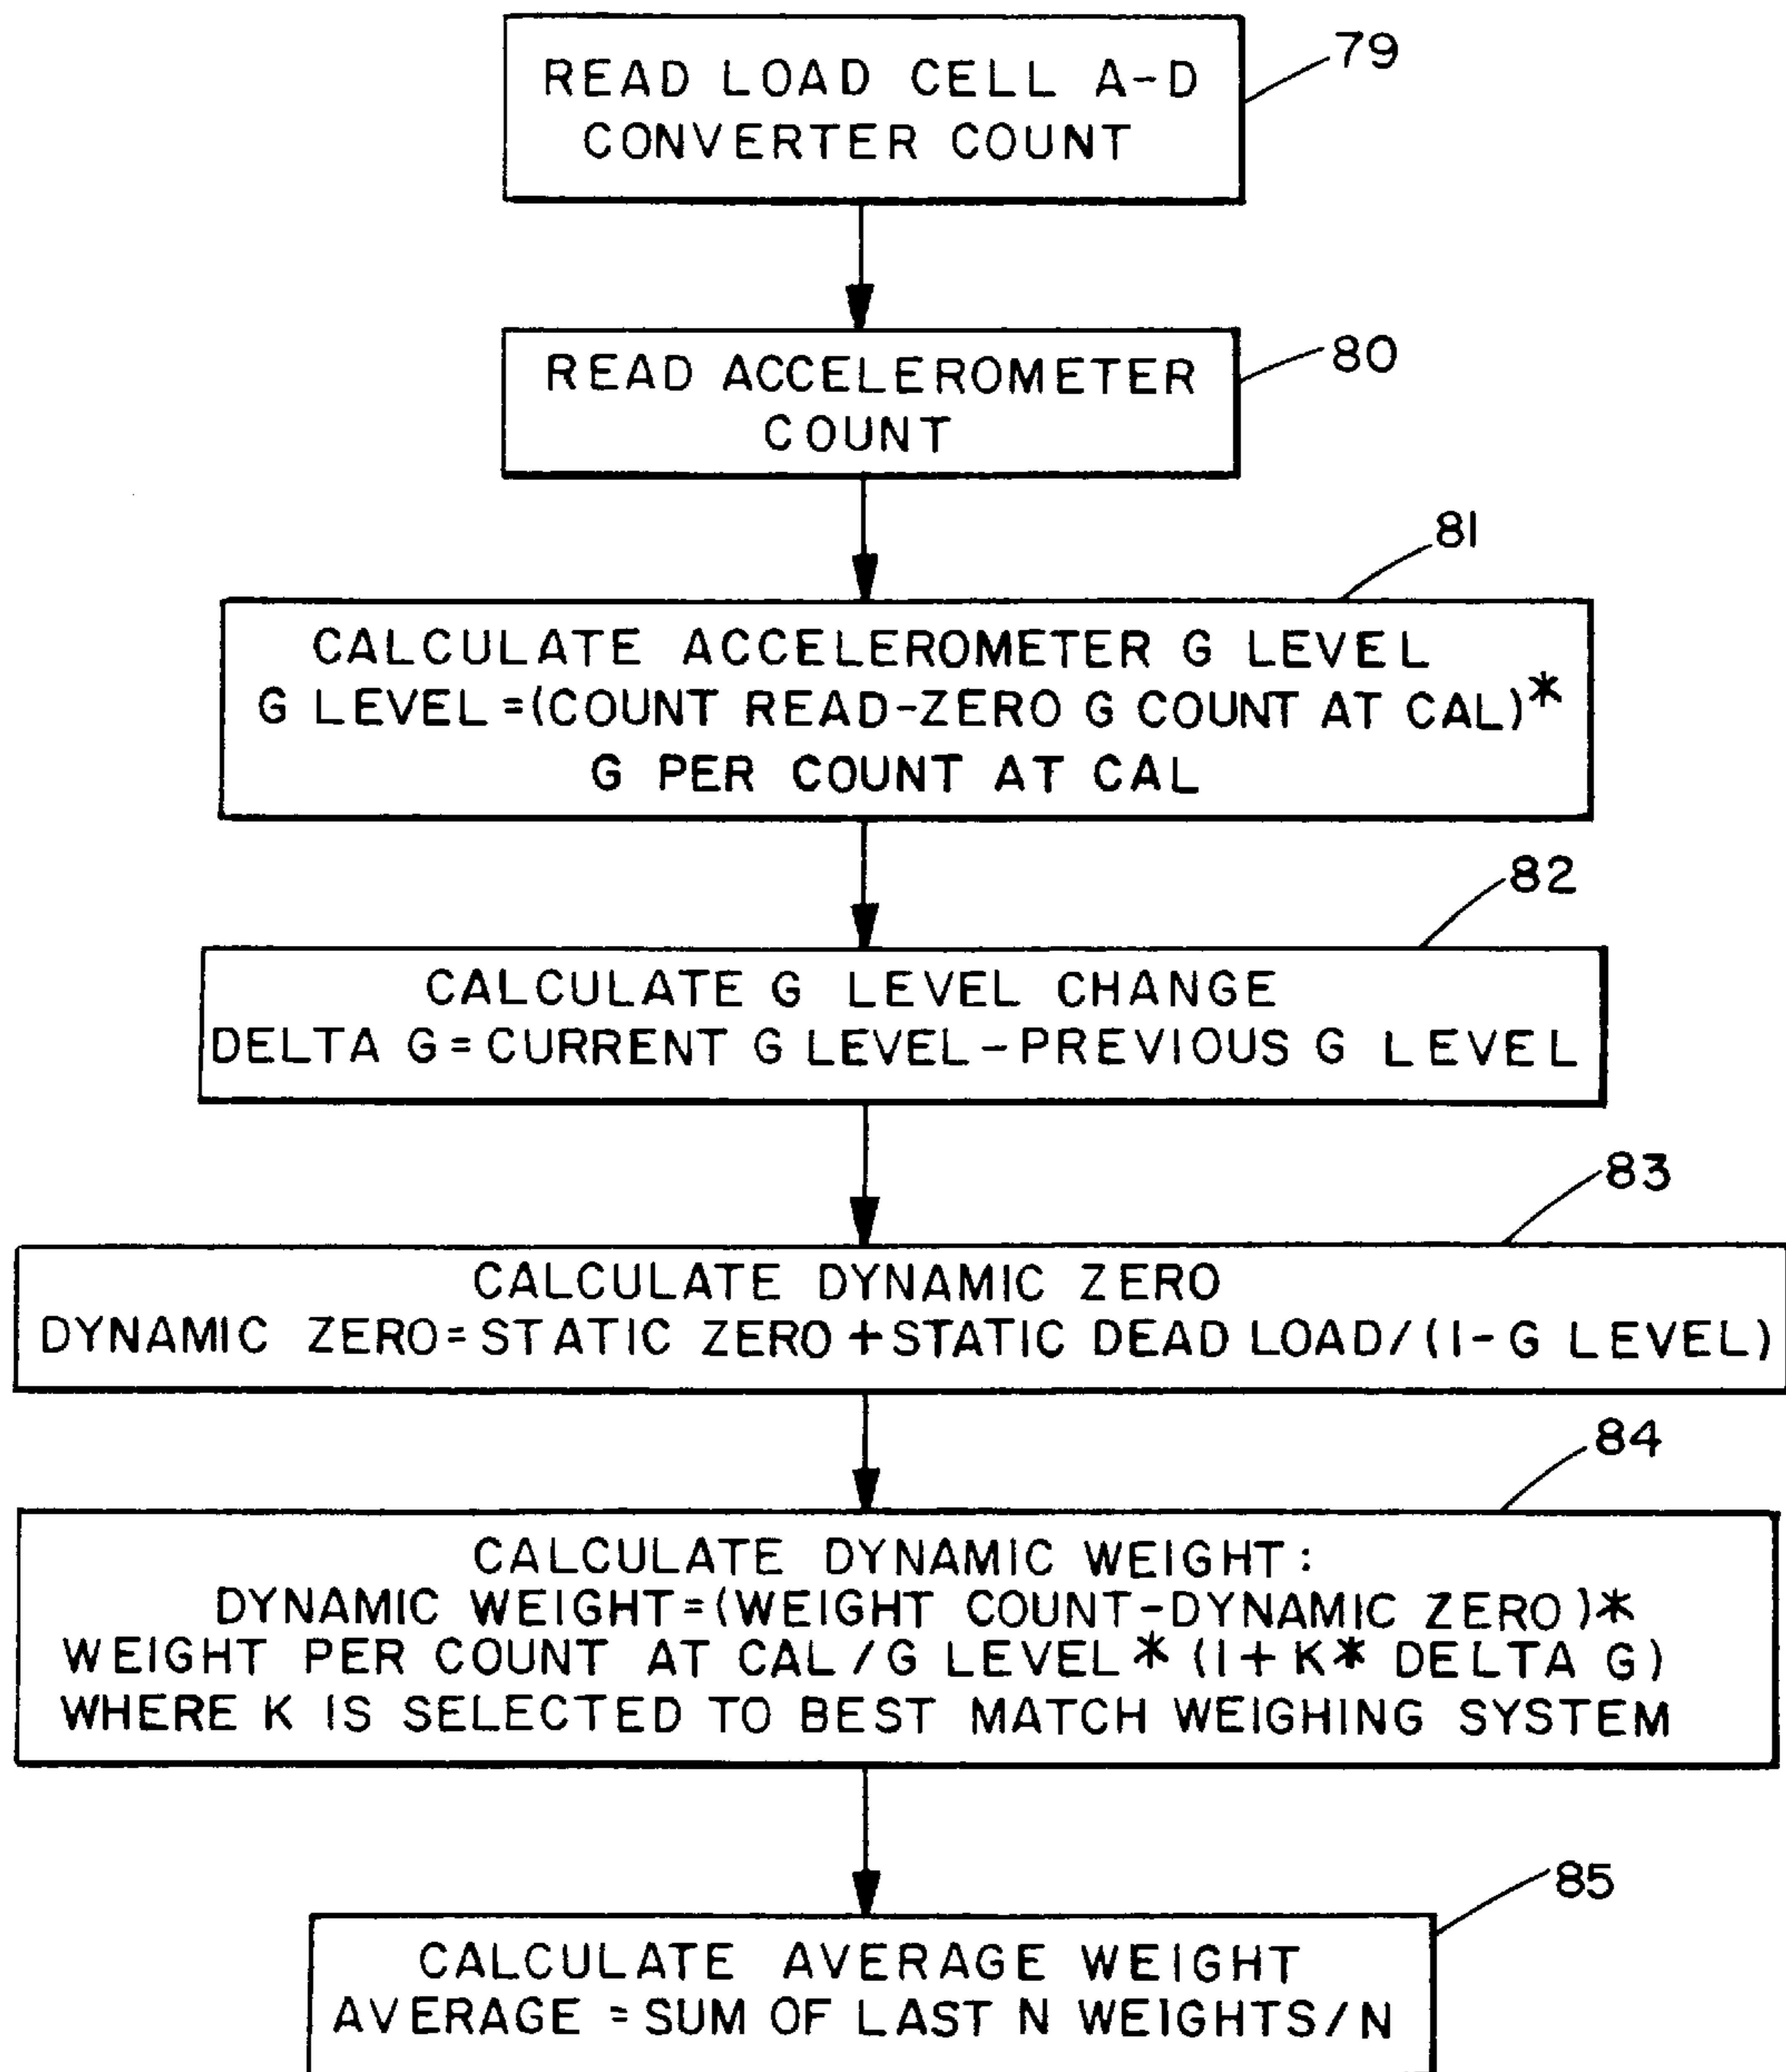 READ LOAD CELL A-D
CONVERTER COUNT
79
READ ACCELEROMETER
COUNT
80
81
CALCULATE ACCELEROMETER G LEVEL
G LEVEL=(COUNT READ-ZERO G COUNT AT CAL)*
G PER COUNT AT CAL
82
CALCULATE G LEVEL CHANGE
DELTA G=CURRENT G LEVEL-PREVIOUS G LEVEL
83
CALCULATE DYNAMIC ZERO
DYNAMIC ZERO=STATIC ZERO+STATIC DEAD LOAD/(1-G LEVEL)
84
CALCULATE DYNAMIC WEIGHT:
DYNAMIC WEIGHT=(WEIGHT COUNT-DYNAMIC ZERO)*
WEIGHT PER COUNT AT CAL/G LEVEL*(1+K* DELTA G)
WHERE K IS SELECTED TO BEST MATCH WEIGHING SYSTEM
85
CALCULATE AVERAGE WEIGHT
AVERAGE =SUM OF LAST N WEIGHTS/N